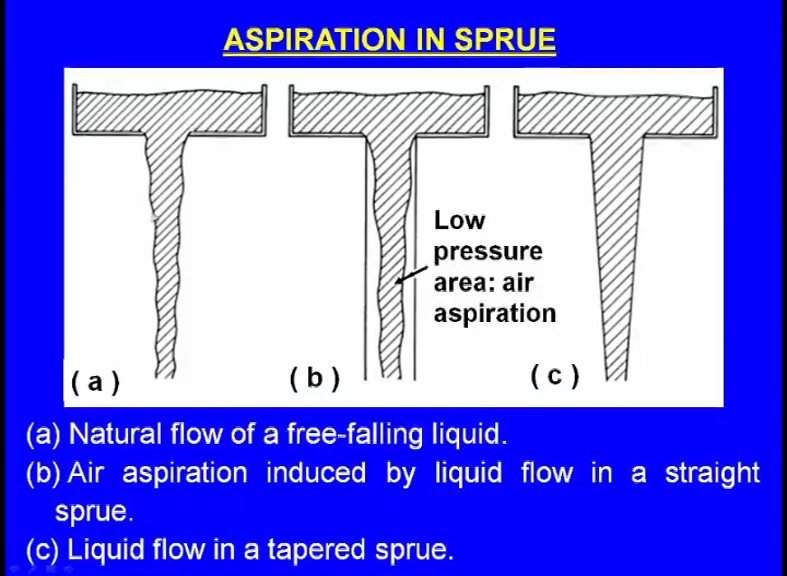 ASPIRATION IN SPRUE
Low
pressure
area: air
aspiration
( a )
( b )
( c )
(a) Natural flow of a free-falling liquid.
(b) Air aspiration induced by liquid flow in a straight
sprue.
(c) Liquid flow in a tapered sprue.